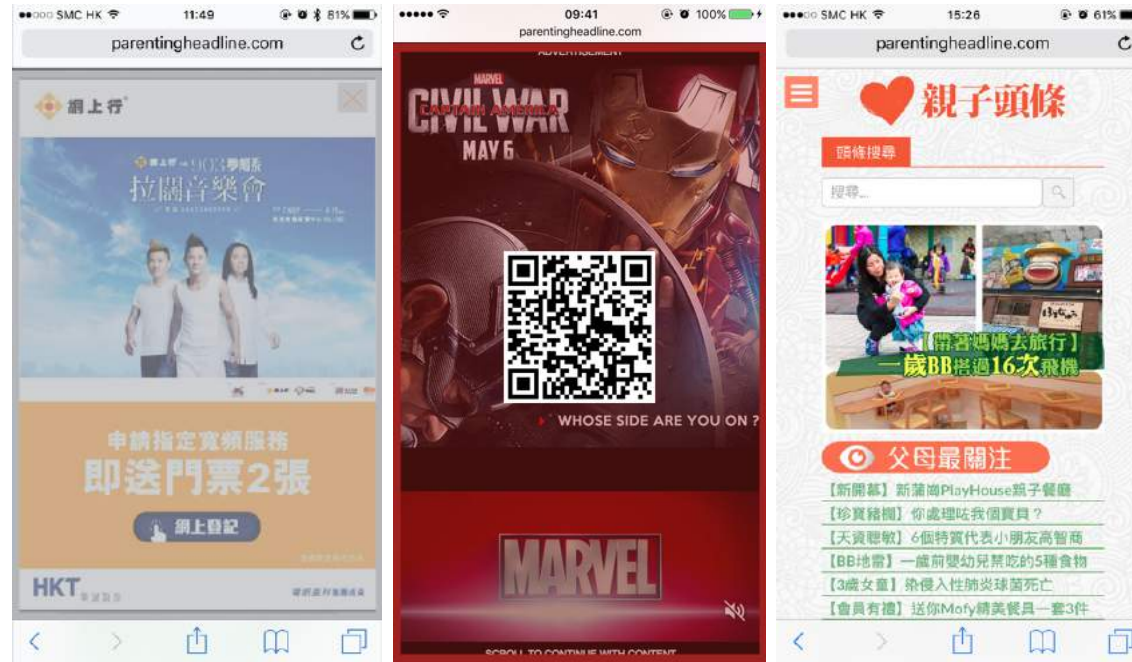 SMC HK
11:49
81%
parentingheadline.com
網上行
903
拉闊音樂會
申請指定寬頻服務
即送門票2張
網上登記
HKT
09:41
100%
parentingheadline.com
ADVERTISEMENT
MARVEL
CAPTAIN AMERICA
CIVIL WAR
MAY 6
WHOSE SIDE ARE YOU ON ?
MARVEL
SCROLL TO CONTINUE WITH CONTENT
SMC HK
15:26
61%
parentingheadline.com
親子頭條
頭條搜尋
搜尋...
【帶著媽媽去旅行】
一歲BB搭過16次飛機
父母最關注
【新開幕】新蒲崗PlayHouse親子餐廳
【珍寶豬欄】你處理咗我個寶貝？
【天資聰敏】6個特質代表小朋友高智商
【BB地雷】一歲前嬰幼兒禁吃的5種食物
【3歲女童】染侵入性肺炎球菌死亡
【會員有禮】送你Mofy精美餐具一套3件